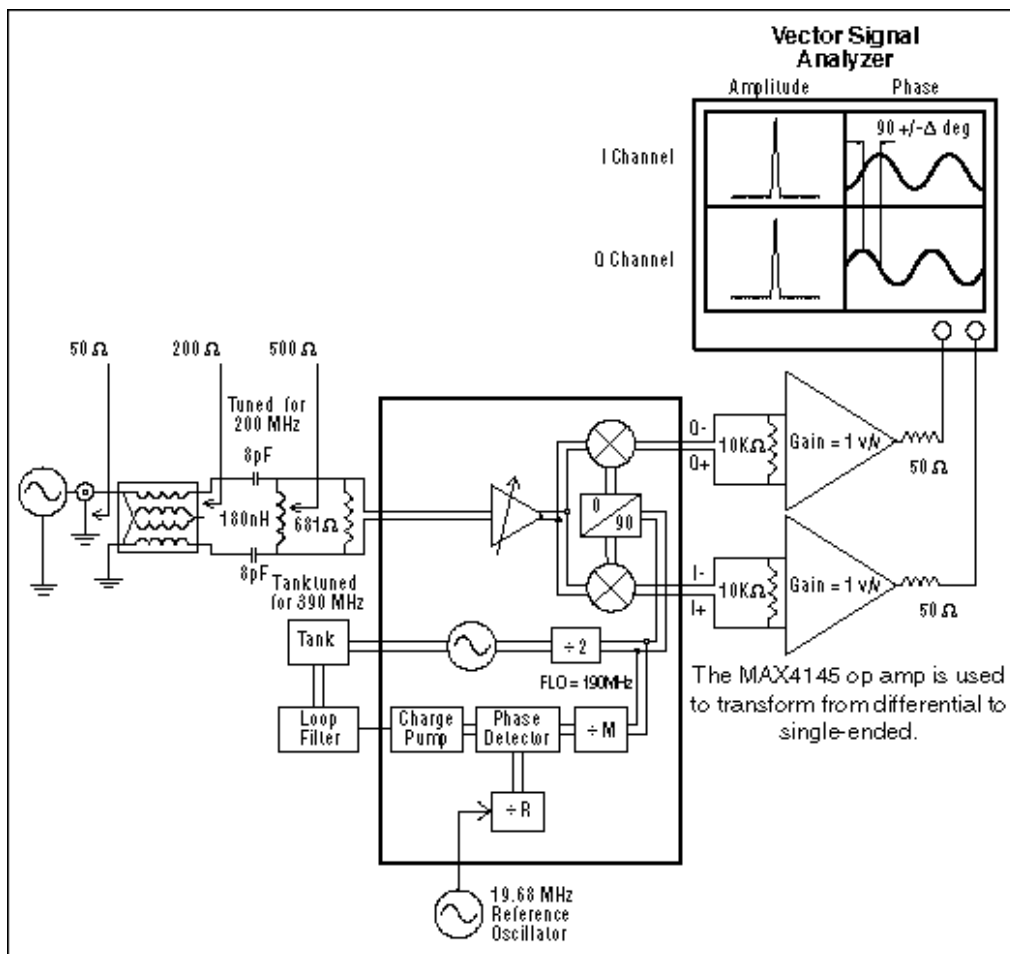 Vector Signal
Analyzer
Amplitude Phase
90 +/-Δ deg
I Channel
Q Channel
50 Ω 200 Ω 500 Ω
Tuned for
200 MHz
8pF
180nH
681Ω
8pF
Tank tuned
for 390 MHz
Q-
Q+
10KΩ
Gain = 1 v/v
50 Ω
0
90
I-
I+
10KΩ
Gain = 1 v/v
50 Ω
Tank
÷ 2
FLO = 190MHz
The MAX4145 op amp is used
to transform from differential to
single-ended.
Loop
Filter
Charge
Pump
Phase
Detector
÷ M
÷ R
19.68 MHz
Reference
Oscillator